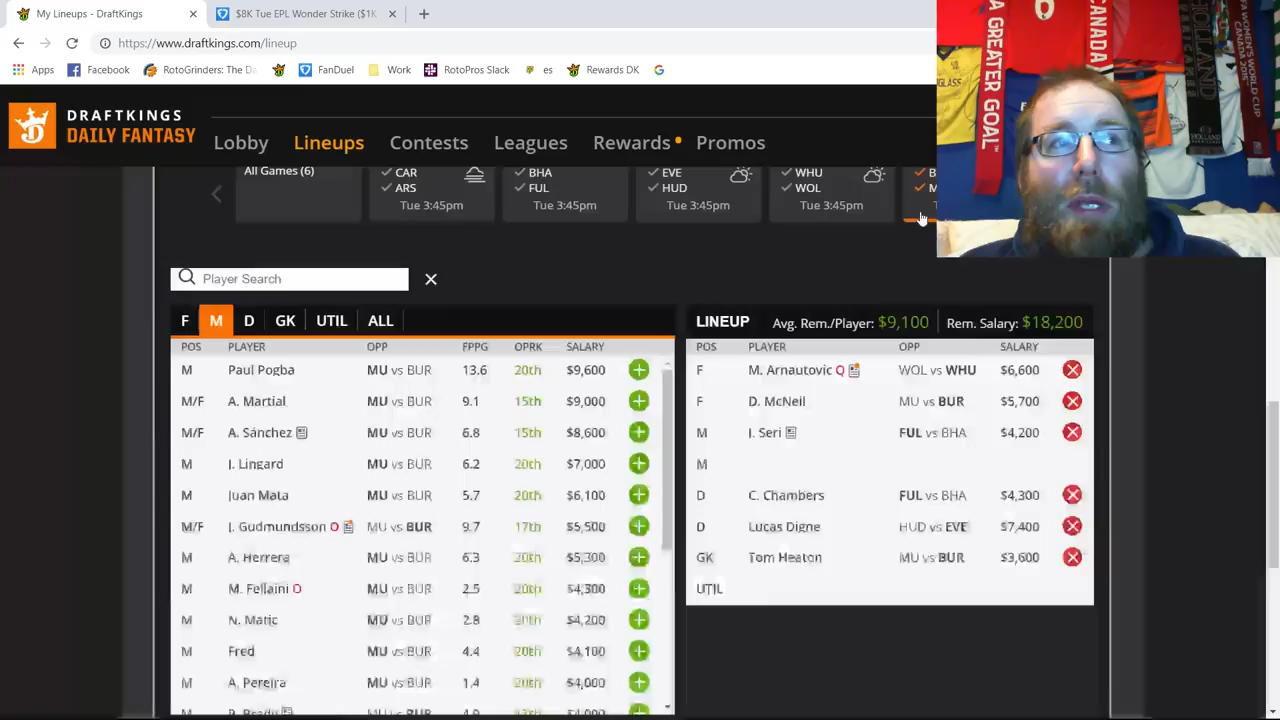 My Lineups - DraftKings
$8K Tue EPL Wonder Strike ($1K
https://www.draftkings.com/lineup
Apps Facebook RotoGrinders: The D FanDuel Work RotoPros Slack es Rewards DK
DRAFTKINGS
DAILY FANTASY
Lobby Lineups Contests Leagues Rewards Promos
All Games (6)
CAR
ARS
Tue 3:45pm
BHA
FUL
Tue 3:45pm
EVE
HUD
Tue 3:45pm
WHU
WOL
Tue 3:45pm
Player Search
F M D GK UTIL ALL
POS PLAYER OPP FPPG OPRK SALARY
M Paul Pogba MU vs BUR 13.6 20th $9,600
M/F A. Martial MU vs BUR 9.1 15th $9,000
M/F A. Sánchez MU vs BUR 6.8 15th $8,600
M J. Lingard MU vs BUR 6.2 20th $7,000
M Juan Mata MU vs BUR 5.7 20th $6,100
M/F J. Gudmundsson O MU vs BUR 9.7 17th $5,500
M A. Herrera MU vs BUR 6.3 20th $5,300
M M. Fellaini O MU vs BUR 2.5 20th $4,300
M N. Matic MU vs BUR 2.8 20th $4,200
M Fred MU vs BUR 4.4 20th $4,100
M A. Pereira MU vs BUR 1.4 20th $4,000
LINEUP Avg. Rem./Player: $9,100 Rem. Salary: $18,200
POS PLAYER OPP SALARY
F M. Arnautovic Q WOL vs WHU $6,600
F D. McNeil MU vs BUR $5,700
M J. Seri FUL vs BHA $4,200
M
D C. Chambers FUL vs BHA $4,300
D Lucas Digne HUD vs EVE $7,400
GK Tom Heaton MU vs BUR $3,600
UTIL
A GREATER GOAL™
CANADA
HOLLAND